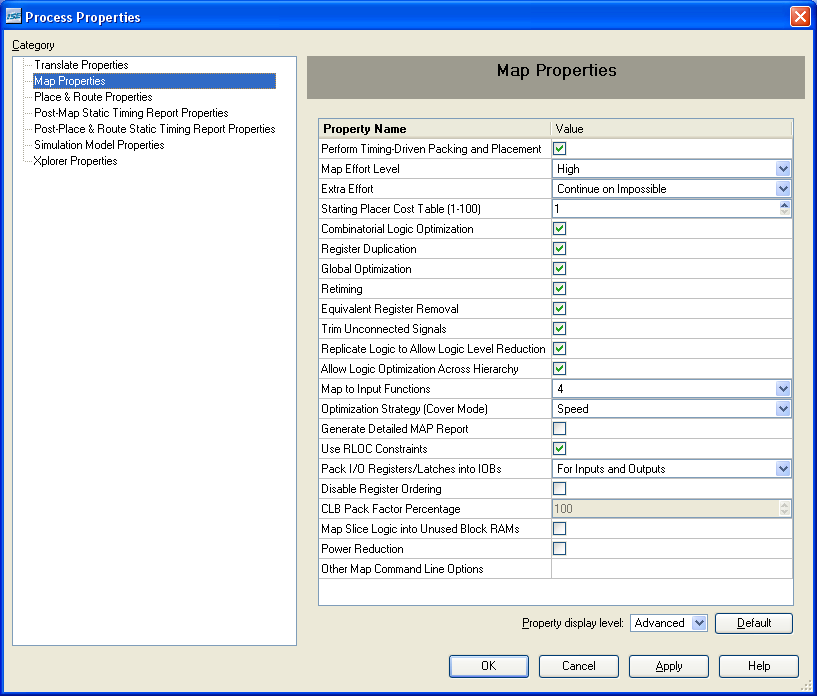 ISE Process Properties
Category
Translate Properties
Map Properties
Place & Route Properties
Post-Map Static Timing Report Properties
Post-Place & Route Static Timing Report Properties
Simulation Model Properties
Xplorer Properties
Map Properties
Property Name Value
Perform Timing-Driven Packing and Placement
Map Effort Level High
Extra Effort Continue on Impossible
Starting Placer Cost Table (1-100) 1
Combinatorial Logic Optimization
Register Duplication
Global Optimization
Retiming
Equivalent Register Removal
Trim Unconnected Signals
Replicate Logic to Allow Logic Level Reduction
Allow Logic Optimization Across Hierarchy
Map to Input Functions 4
Optimization Strategy (Cover Mode) Speed
Generate Detailed MAP Report
Use RLOC Constraints
Pack I/O Registers/Latches into IOBs For Inputs and Outputs
Disable Register Ordering
CLB Pack Factor Percentage 100
Map Slice Logic into Unused Block RAMs
Power Reduction
Other Map Command Line Options
Property display level: Advanced Default
OK Cancel Apply Help